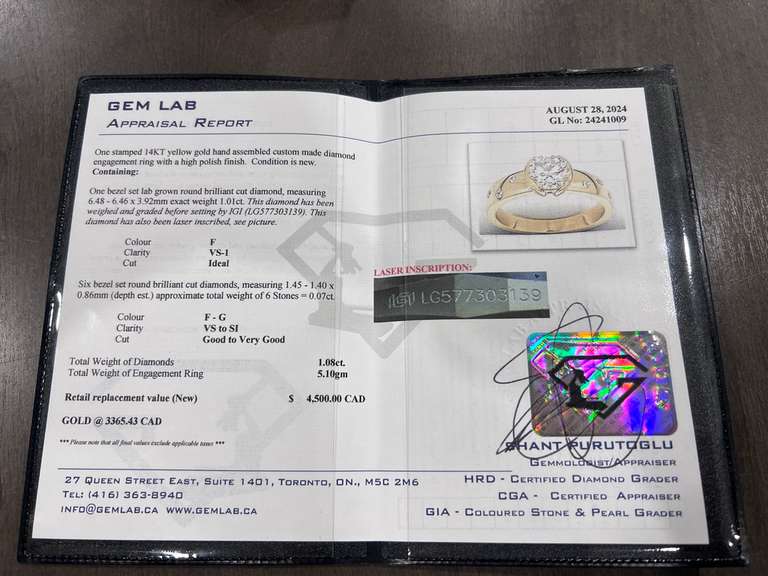 GEM LAB
APPRAISAL REPORT
AUGUST 28, 2024
GL No: 24241009
One stamped 14KT yellow gold hand assembled custom made diamond
engagement ring with a high polish finish. Condition is new.
Containing:
One bezel set lab grown round brilliant cut diamond, measuring
6.48 - 6.46 x 3.92mm exact weight 1.01ct. This diamond has been
weighed and graded before setting by IGI (LG577303139). This
diamond has also been laser inscribed, see picture.
Colour F
Clarity VS-1
Cut Ideal
Six bezel set round brilliant cut diamonds, measuring 1.45 - 1.40 x
0.86mm (depth est.) approximate total weight of 6 Stones = 0.07ct.
Colour F - G
Clarity VS to SI
Cut Good to Very Good
Total Weight of Diamonds 1.08ct.
Total Weight of Engagement Ring 5.10gm
Retail replacement value (New) $ 4,500.00 CAD
GOLD @ 3365.43 CAD
*** Please note that all final values exclude applicable taxes ***
27 QUEEN STREET EAST, SUITE 1401, TORONTO, ON., M5C 2M6
TEL: (416) 363-8940
INFO@GEMLAB.CA WWW.GEMLAB.CA
LASER INSCRIPTION:
IGI LG577303139
SHANT PURUTOGLU
GEMMOLOGIST/APPRAISER
HRD - CERTIFIED DIAMOND GRADER
CGA - CERTIFIED APPRAISER
GIA - COLOURED STONE & PEARL GRADER